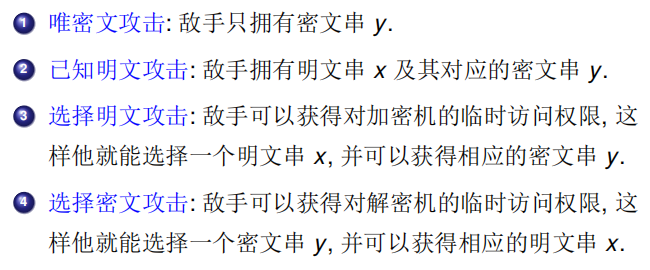 1 唯密文攻击: 敌手只拥有密文串 y.
2 已知明文攻击: 敌手拥有明文串 x 及其对应的密文串 y.
3 选择明文攻击: 敌手可以获得对加密机的临时访问权限, 这
样他就能选择一个明文串 x, 并可以获得相应的密文串 y.
4 选择密文攻击: 敌手可以获得对解密机的临时访问权限, 这
样他就能选择一个密文串 y, 并可以获得相应的明文串 x.